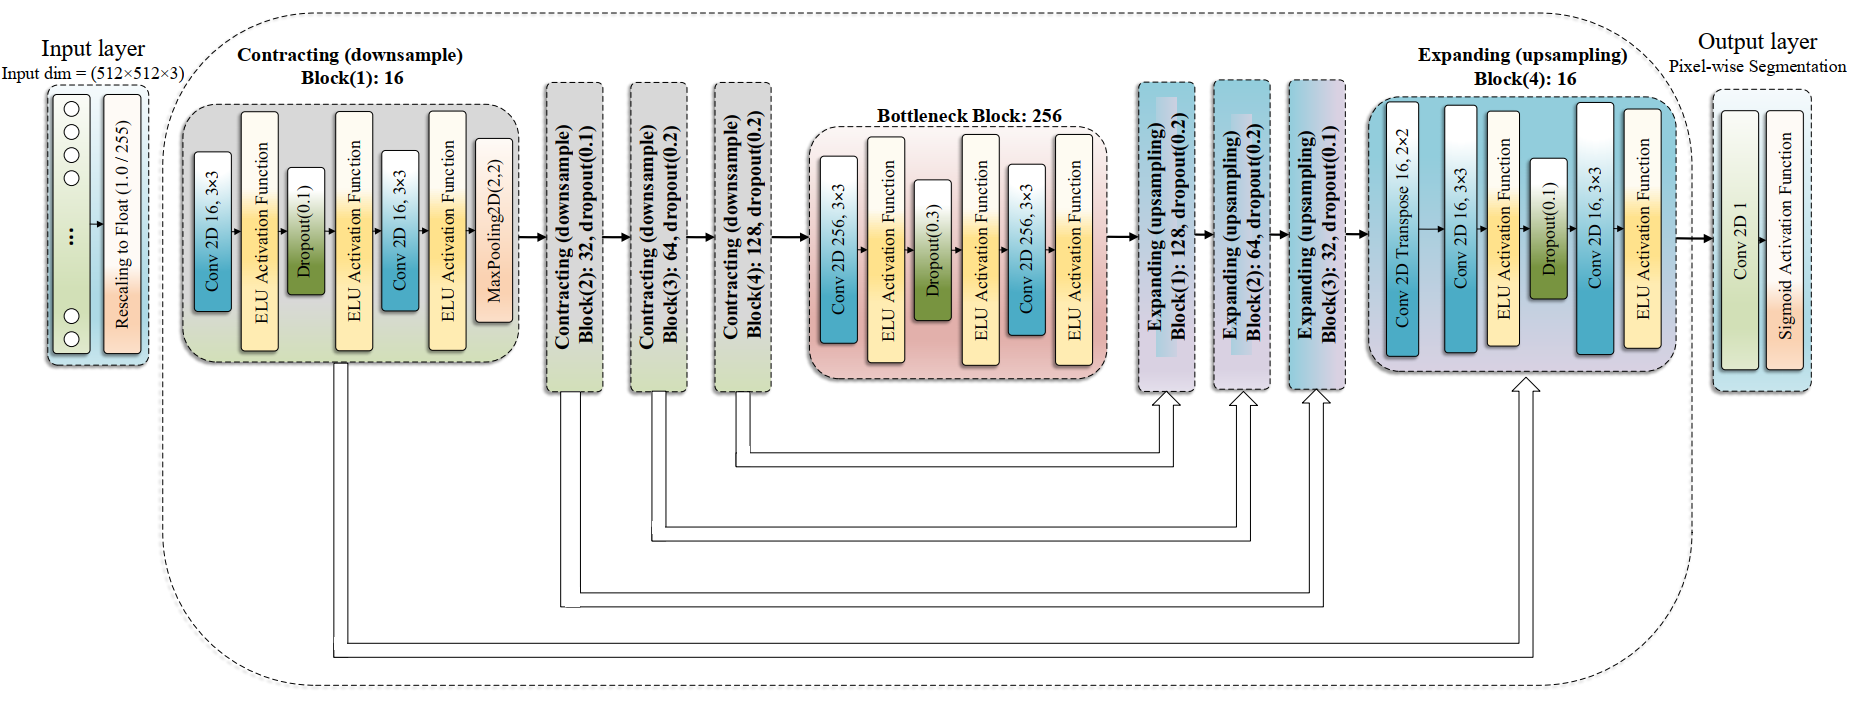 Input layer
Input dim = (512×512×3)
...
Rescaling to Float (1.0 / 255)
Contracting (downsample)
Block(1): 16
Conv 2D 16, 3×3
ELU Activation Function
Dropout(0.1)
ELU Activation Function
Conv 2D 16, 3×3
ELU Activation Function
MaxPooling2D(2,2)
Contracting (downsample)
Block(2): 32, dropout(0.1)
Contracting (downsample)
Block(3): 64, dropout(0.2)
Contracting (downsample)
Block(4): 128, dropout(0.2)
Bottleneck Block: 256
Conv 2D 256, 3×3
ELU Activation Function
Dropout(0.3)
ELU Activation Function
Conv 2D 256, 3×3
ELU Activation Function
Expanding (upsampling)
Block(1): 128, dropout(0.2)
Expanding (upsampling)
Block(2): 64, dropout(0.2)
Expanding (upsampling)
Block(3): 32, dropout(0.1)
Expanding (upsampling)
Block(4): 16
Conv 2D Transpose 16, 2×2
Conv 2D 16, 3×3
ELU Activation Function
Dropout(0.1)
Conv 2D 16, 3×3
ELU Activation Function
Output layer
Pixel-wise Segmentation
Conv 2D 1
Sigmoid Activation Function